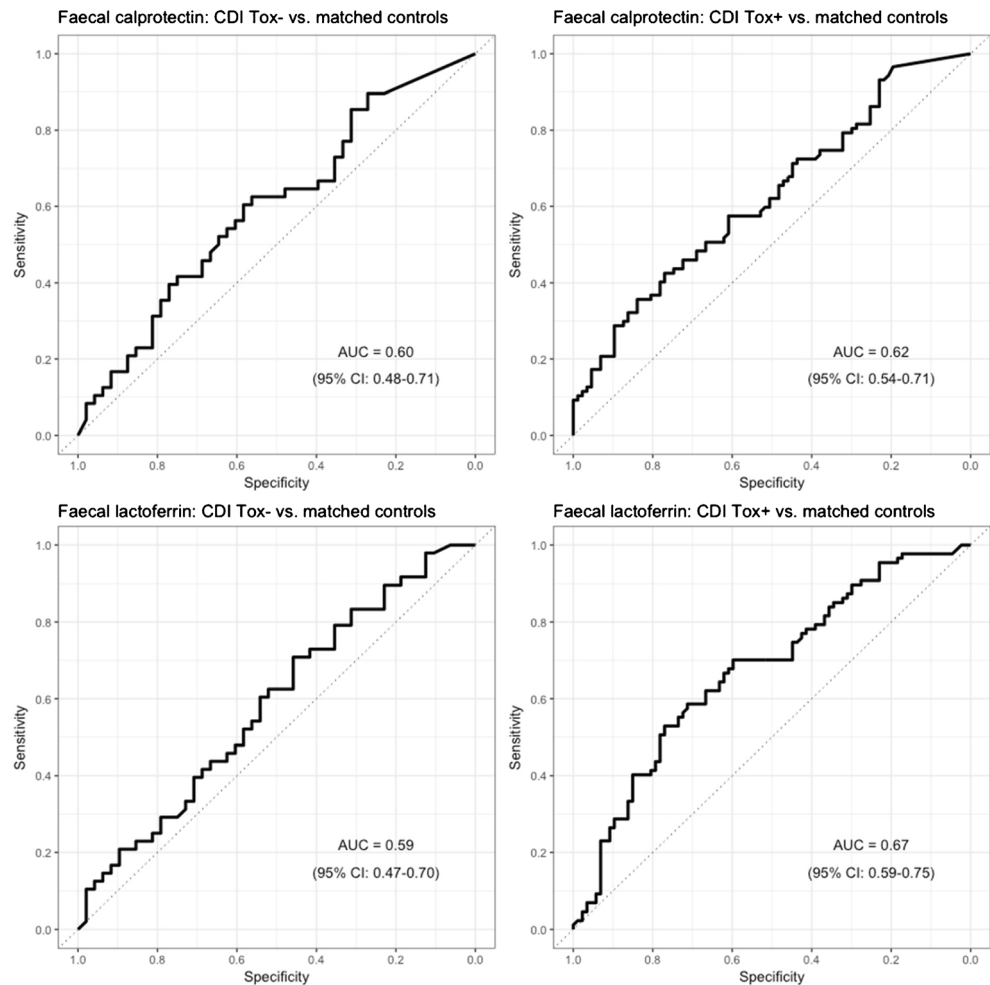 Faecal calprotectin: CDI Tox- vs. matched controls
1.0
0.8
0.6
0.4
0.2
0.0
Sensitivity
AUC = 0.60
(95% CI: 0.48-0.71)
1.0 0.8 0.6 0.4 0.2 0.0
Specificity
Faecal calprotectin: CDI Tox+ vs. matched controls
1.0
0.8
0.6
0.4
0.2
0.0
Sensitivity
AUC = 0.62
(95% CI: 0.54-0.71)
1.0 0.8 0.6 0.4 0.2 0.0
Specificity
Faecal lactoferrin: CDI Tox- vs. matched controls
1.0
0.8
0.6
0.4
0.2
0.0
Sensitivity
AUC = 0.59
(95% CI: 0.47-0.70)
1.0 0.8 0.6 0.4 0.2 0.0
Specificity
Faecal lactoferrin: CDI Tox+ vs. matched controls
1.0
0.8
0.6
0.4
0.2
0.0
Sensitivity
AUC = 0.67
(95% CI: 0.59-0.75)
1.0 0.8 0.6 0.4 0.2 0.0
Specificity